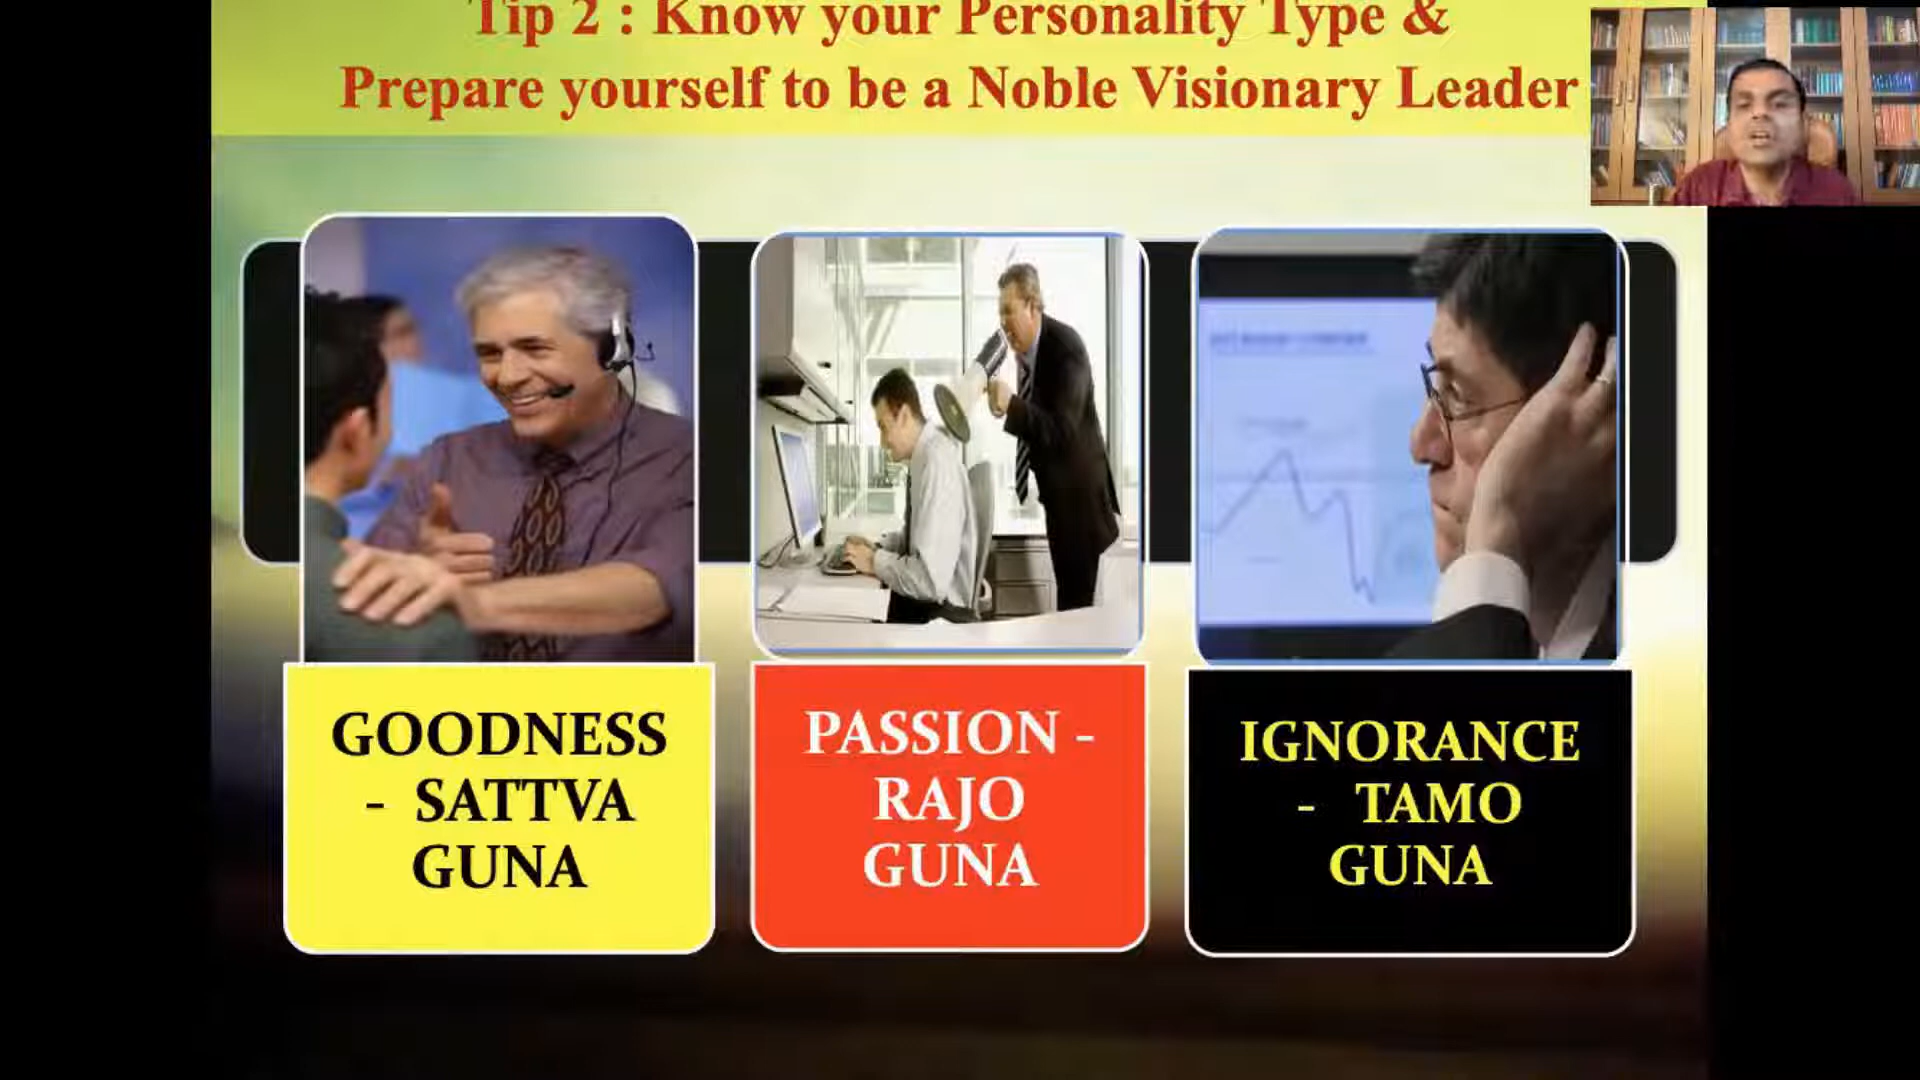 Tip 2 : Know your Personality Type &
Prepare yourself to be a Noble Visionary Leader
GOODNESS
- SATTVA
GUNA
PASSION -
RAJO
GUNA
IGNORANCE
- TAMO
GUNA